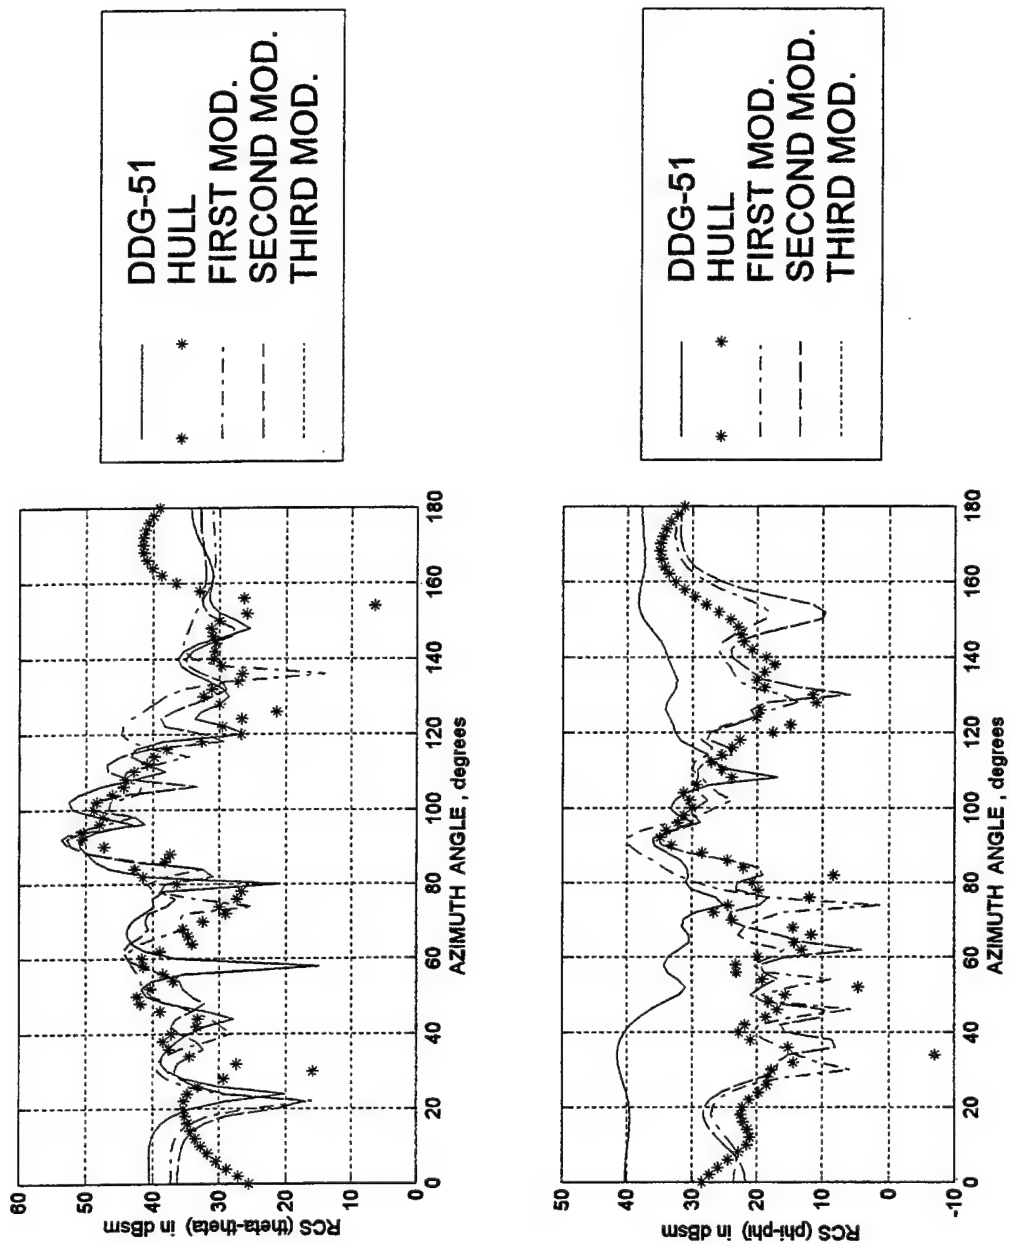 60
50
40
30
20
10
0
RCS (theta-theta) in dBsm
0
20
40
60
80
100
120
140
160
180
AZIMUTH ANGLE , degrees
DDG-51
HULL
FIRST MOD.
SECOND MOD.
THIRD MOD.
50
40
30
20
10
0
-10
RCS (phi-phi) in dBsm
0
20
40
60
80
100
120
140
160
180
AZIMUTH ANGLE , degrees
DDG-51
HULL
FIRST MOD.
SECOND MOD.
THIRD MOD.